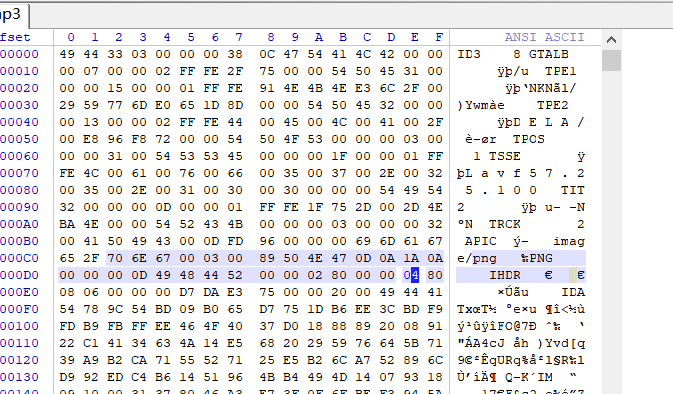 np3
ffset 0 1 2 3 4 5 6 7 8 9 A B C D E F ANSI ASCII
00000 49 44 33 03 00 00 00 38 0C 47 54 41 4C 42 00 00 ID3 8 GTALB
00010 00 07 00 00 02 FF FE 2F 75 00 00 54 50 45 31 00 ÿþ/u TPE1
00020 00 00 15 00 00 01 FF FE 91 4E 4B 4E E3 6C 2F 00 ÿþ‘NKNãl/
00030 29 59 77 6D E0 65 1D 8D 00 00 54 50 45 32 00 00 )Ywmàe TPE2
00040 00 13 00 00 02 FF FE 44 00 45 00 4C 00 41 00 2F ÿþD E L A /
00050 00 E8 96 F8 72 00 00 54 50 4F 53 00 00 00 03 00 è–ør TPOS
00060 00 00 31 00 54 53 53 45 00 00 00 1F 00 00 01 FF 1 TSSE ÿ
00070 FE 4C 00 61 00 76 00 66 00 35 00 37 00 2E 00 32 þL a v f 5 7 . 2
00080 00 35 00 2E 00 31 00 30 00 30 00 00 00 54 49 54 5 . 1 0 0 TIT
00090 32 00 00 00 0D 00 00 01 FF FE 1F 75 2D 00 2D 4E 2 ÿþ u- -N
000A0 BA 4E 00 00 54 52 43 4B 00 00 00 03 00 00 00 32 ºN TRCK 2
000B0 00 41 50 49 43 00 0D FD 96 00 00 00 69 6D 61 67 APIC ý– imag
000C0 65 2F 70 6E 67 00 03 00 89 50 4E 47 0D 0A 1A 0A e/png ‰PNG
000D0 00 00 00 0D 49 48 44 52 00 00 02 80 00 00 04 80 IHDR € €
000E0 08 06 00 00 00 D7 DA E3 75 00 00 20 00 49 44 41 ×Úãu IDA
000F0 54 78 9C 54 BD 09 B0 65 D7 75 1D B6 EE 3C BD F9 TxœT½ °e×u ¶î<½ù
00100 FD B9 FB FF EE 46 4F 40 37 D0 18 88 89 20 08 91 ý¹ûÿîFO@7Ð ˆ‰ ‘
00110 22 C1 41 34 63 4A 14 E5 68 20 29 59 76 64 5B 71 "ÁA4cJ åh )Yvd[q
00120 39 A9 B2 CA 71 55 52 71 25 E5 B2 6C A7 52 89 6C 9©²ÊqURq%å²l§R‰l
00130 D9 92 ED C4 B6 14 51 96 4B B4 49 4D 14 07 93 18 Ù’íÄ¶ Q–K´IM “